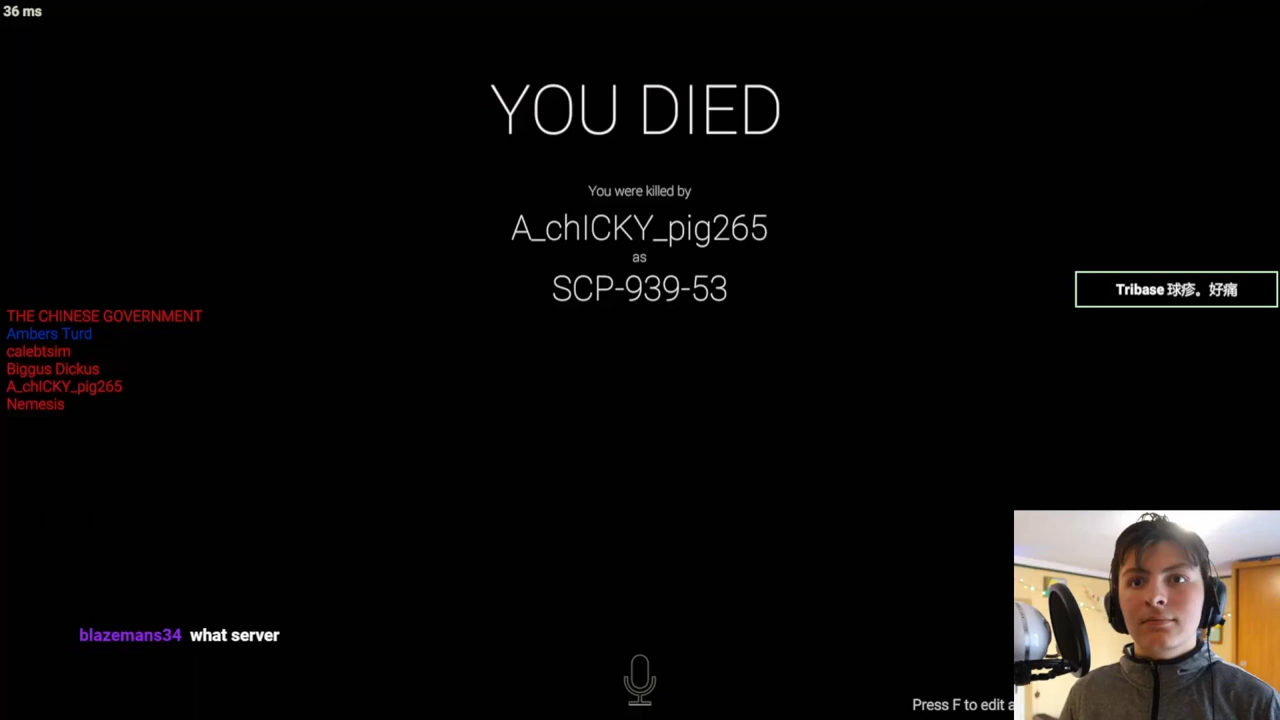 36 ms
YOU DIED
You were killed by
A_chICKY_pig265
as
SCP-939-53
Tribase 球疹。好痛
THE CHINESE GOVERNMENT
Ambers Turd
calebtsim
Biggus Dickus
A_chICKY_pig265
Nemesis
blazemans34 what server
Press F to edit a